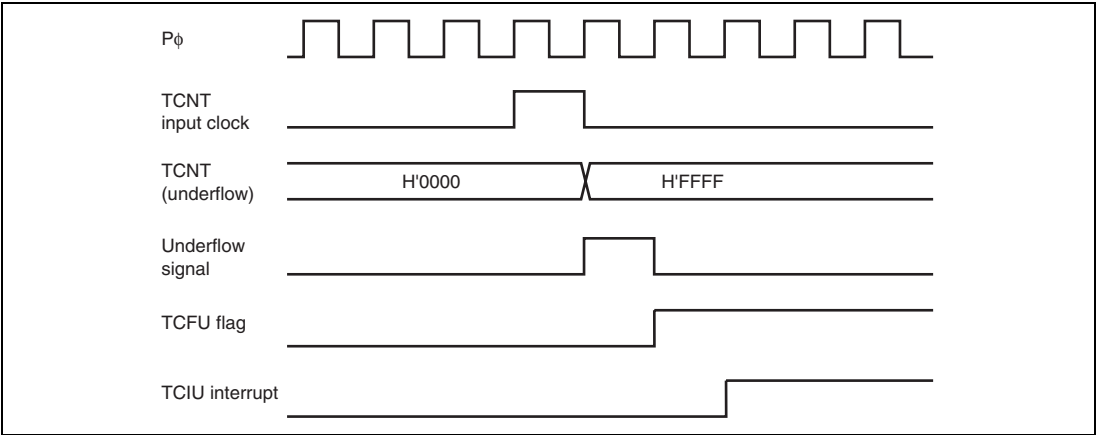 Pϕ
TCNT
input clock
TCNT
(underflow)
H'0000
H'FFFF
Underflow
signal
TCFU flag
TCIU interrupt